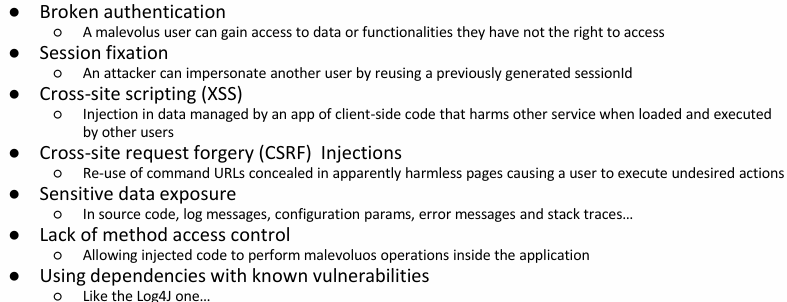 ● Broken authentication
○ A malevolus user can gain access to data or functionalities they have not the right to access
● Session fixation
○ An attacker can impersonate another user by reusing a previously generated sessionId
● Cross-site scripting (XSS)
○ Injection in data managed by an app of client-side code that harms other service when loaded and executed
by other users
● Cross-site request forgery (CSRF) Injections
○ Re-use of command URLs concealed in apparently harmless pages causing a user to execute undesired actions
● Sensitive data exposure
○ In source code, log messages, configuration params, error messages and stack traces…
● Lack of method access control
○ Allowing injected code to perform malevoluos operations inside the application
● Using dependencies with known vulnerabilities
○ Like the Log4J one…